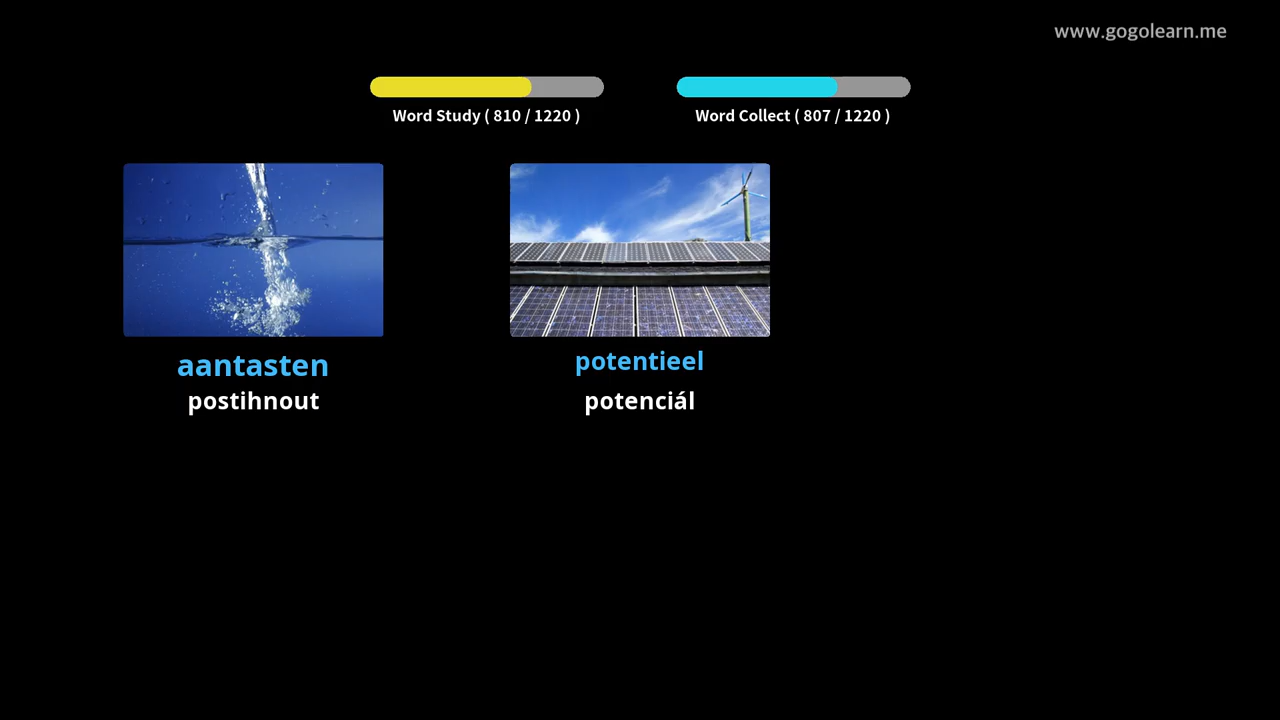 www.gogolearn.me
Word Study ( 810 / 1220 )
Word Collect ( 807 / 1220 )
aantasten
postihnout
potentieel
potenciál